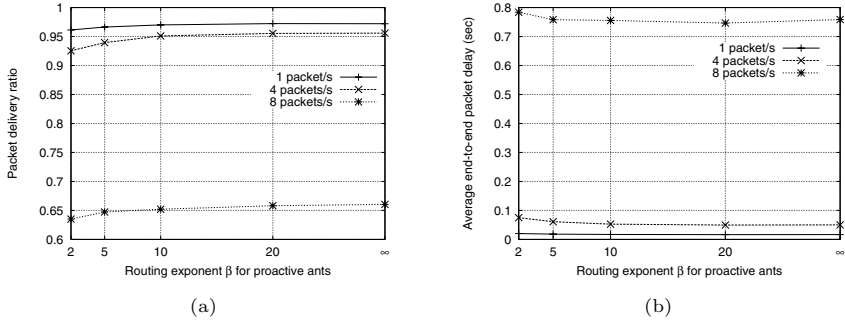 1
0.95
0.9
0.85
0.8
0.75
0.7
0.65
0.6
2
5
10
20
∞
Packet delivery ratio
Routing exponent β for proactive ants
1 packet/s
4 packets/s
8 packets/s
(a)
0.8
0.7
0.6
0.5
0.4
0.3
0.2
0.1
0
2
5
10
20
∞
Average end-to-end packet delay (sec)
Routing exponent β for proactive ants
1 packet/s
4 packets/s
8 packets/s
(b)